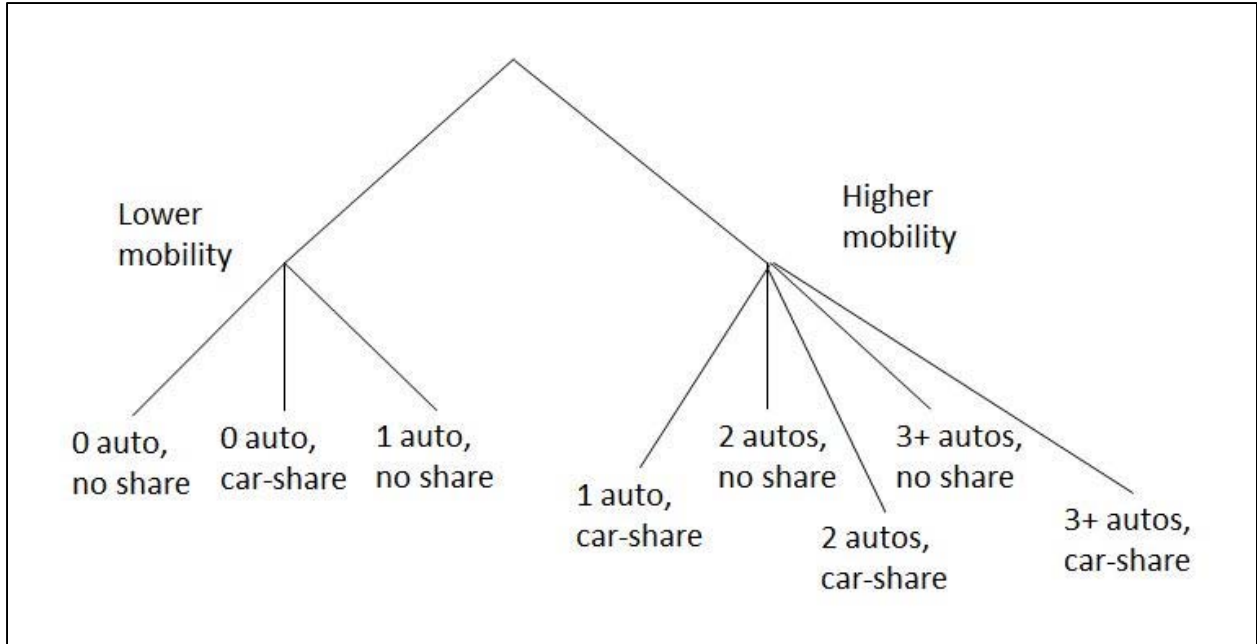 Lower
mobility
Higher
mobility
0 auto,
no share
0 auto,
car-share
1 auto,
no share
1 auto,
car-share
2 autos,
no share
2 autos,
car-share
3+ autos,
no share
3+ autos,
car-share